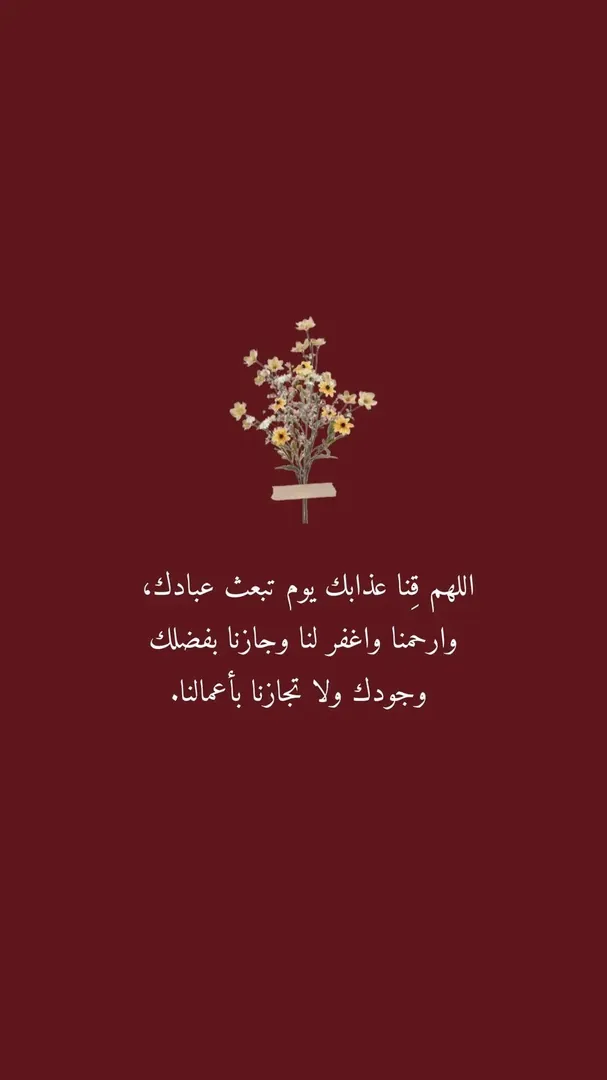 اللهم قِنا عذابك يوم تبعث عبادك،
وارحمنا واغفر لنا وجازنا بفضلك
وجودك ولا تجازنا بأعمالنا.